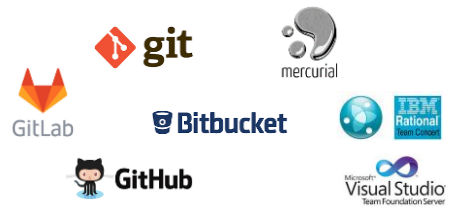 git
mercurial
GitLab
Bitbucket
IBM
Rational
Team Concert
GitHub
Microsoft*
Visual Studio
Team Foundation Server